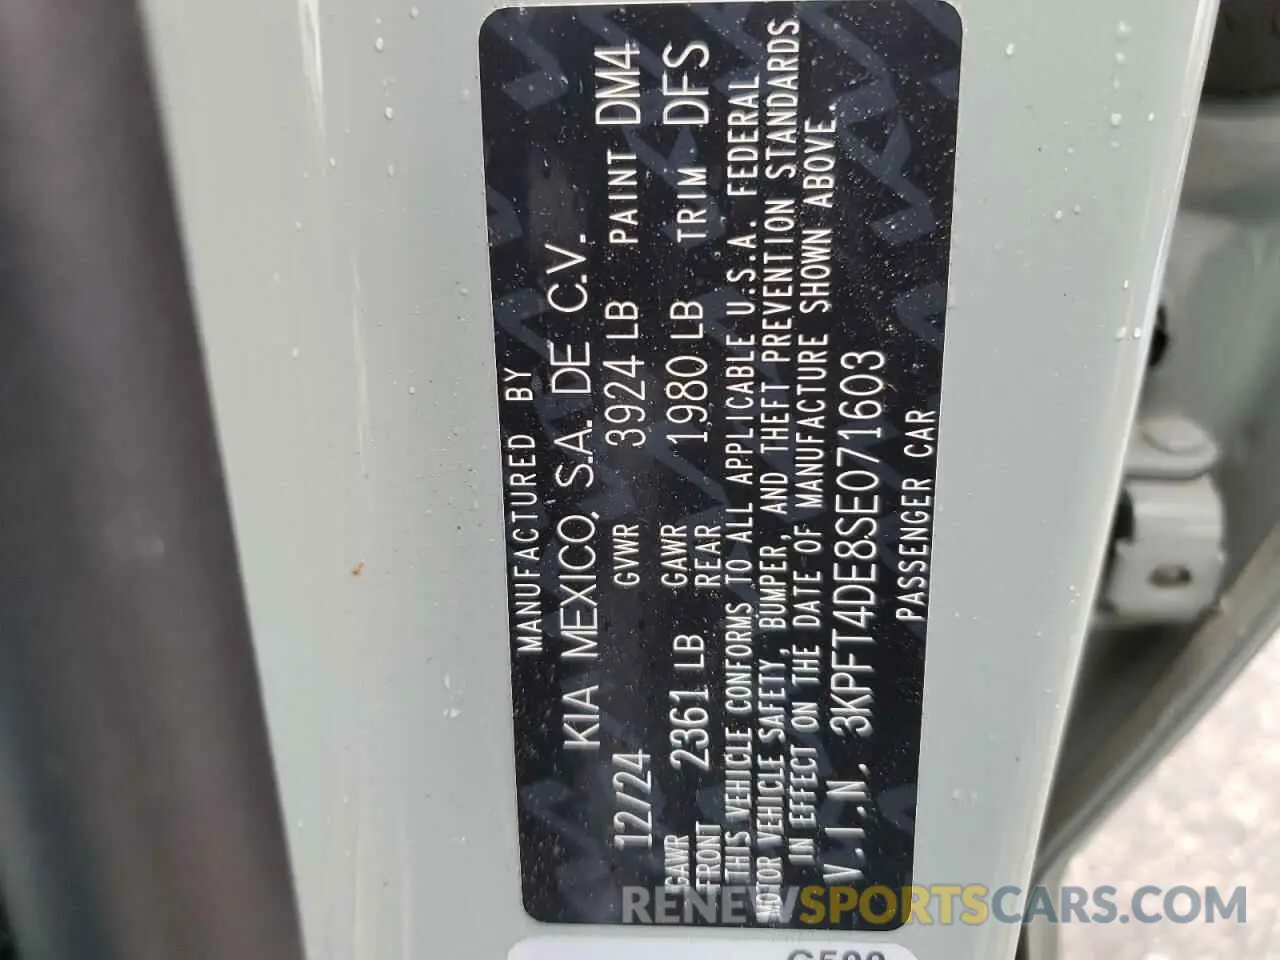 MANUFACTURED BY
KIA MEXICO, S.A. DE C.V.
12/24 GVWR 3924 LB PAINT DM4
GAWR FRONT 2361 LB GAWR REAR 1980 LB TRIM DFS
THIS VEHICLE CONFORMS TO ALL APPLICABLE U.S.A. FEDERAL
MOTOR VEHICLE SAFETY, BUMPER, AND THEFT PREVENTION STANDARDS
IN EFFECT ON THE DATE OF MANUFACTURE SHOWN ABOVE.
V.I.N. 3KPFT4DE8SE071603
PASSENGER CAR
RENEWSPORTSCARS.COM